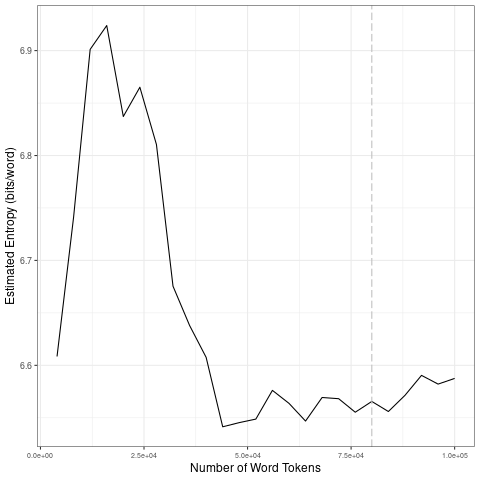 Estimated Entropy (bits/word)
6.9
6.8
6.7
6.6
0.0e+00 2.5e+04 5.0e+04 7.5e+04 1.0e+05
Number of Word Tokens